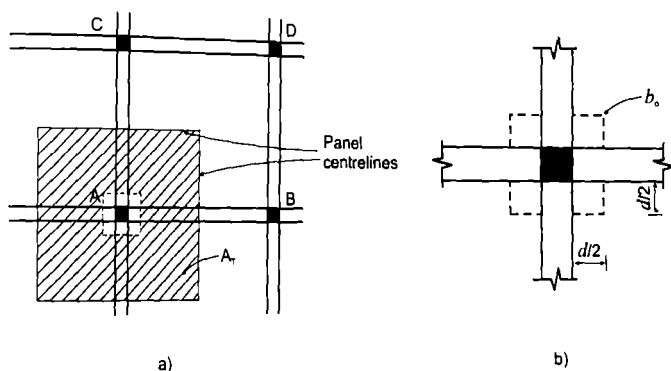 C
D
Panel
centrelines
A
B
A_T
a)
b_o
d/2
d/2
b)